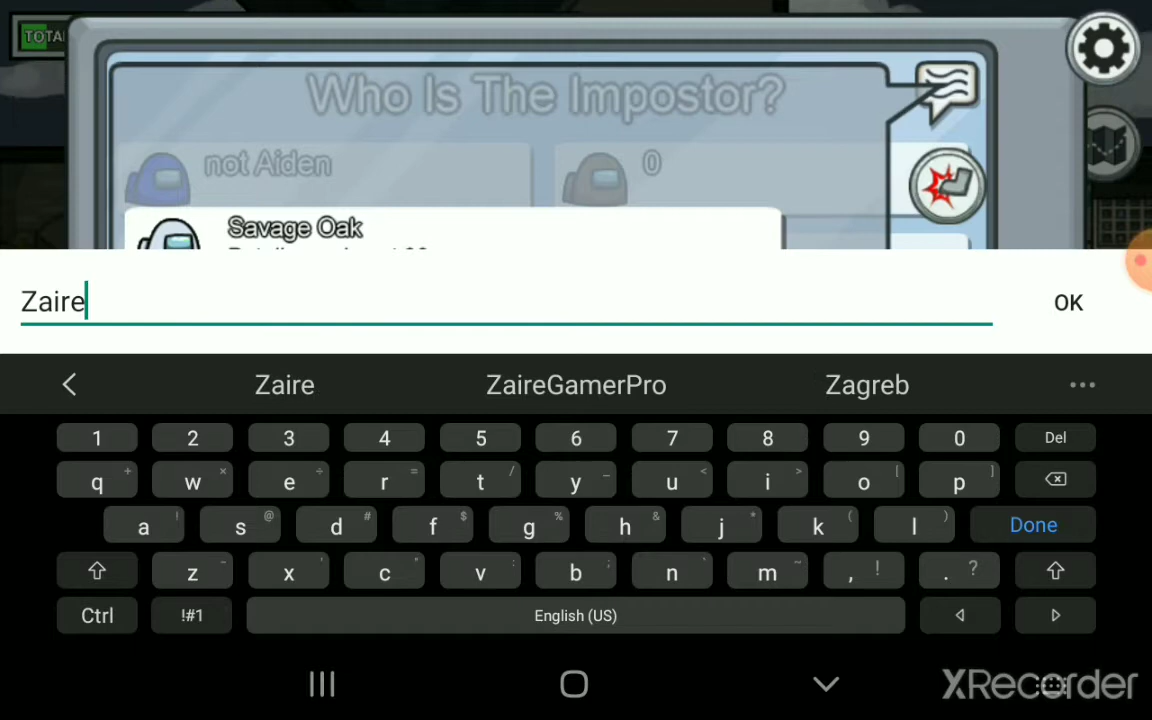 TOTA
Who Is The Impostor?
not Aiden
0
Savage Oak
Zaire
OK
Zaire ZaireGamerPro Zagreb
1 2 3 4 5 6 7 8 9 0 Del
q + w × e ÷ r = t / y _ u < i > o [ p ]
a ! s @ d # f $ g % h & j * k ( l ) Done
z - x ' c " v : b ; n ` m ~ , ! . ?
Ctrl !#1 English (US)
XRecorder